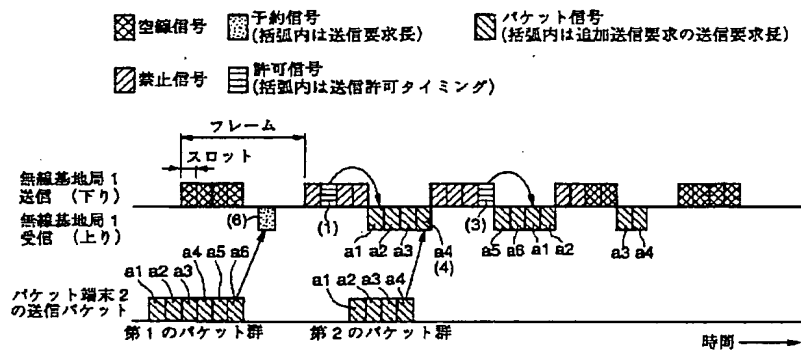 空線信号
予約信号
(括弧内は送信要求長)
パケット信号
(括弧内は追加送信要求の送信要求長)
禁止信号
許可信号
(括弧内は送信許可タイミング)
フレーム
スロット
無線基地局1
送信 (下り)
無線基地局1
受信 (上り)
(6)
(1)
(3)
a1 a2 a3 a4
(4)
a5 a6 a1 a2
a3 a4
a1 a2 a3 a4 a5 a6
a1 a2 a3 a4
パケット端末2
の送信パケット
第1のパケット群
第2のパケット群
時間